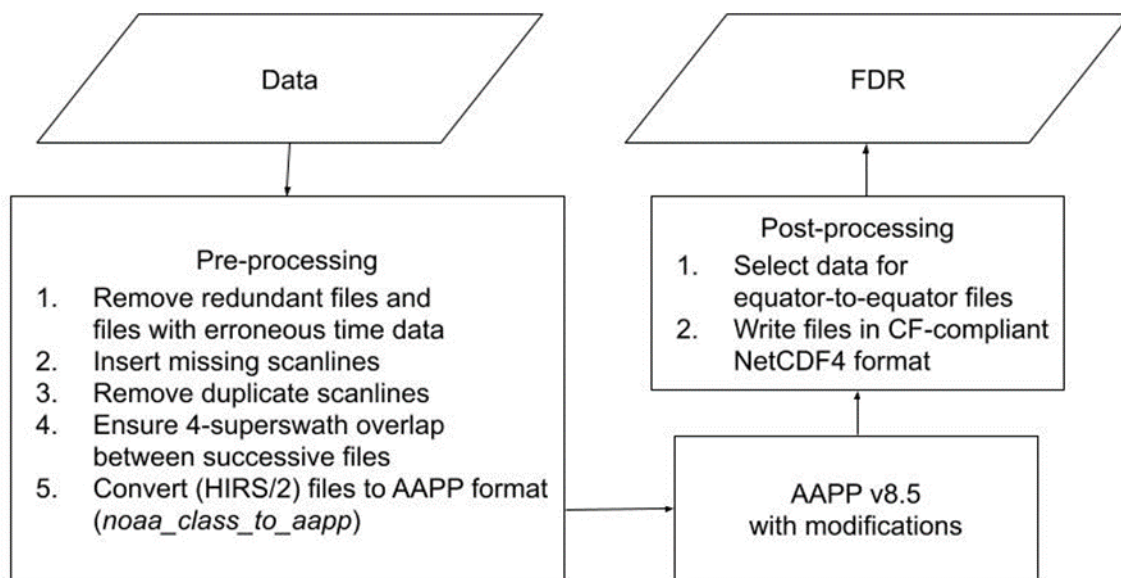 Data
Pre-processing
1. Remove redundant files and
files with erroneous time data
2. Insert missing scanlines
3. Remove duplicate scanlines
4. Ensure 4-superswath overlap
between successive files
5. Convert (HIRS/2) files to AAPP format
(noaa_class_to_aapp)
AAPP v8.5
with modifications
Post-processing
1. Select data for
equator-to-equator files
2. Write files in CF-compliant
NetCDF4 format
FDR